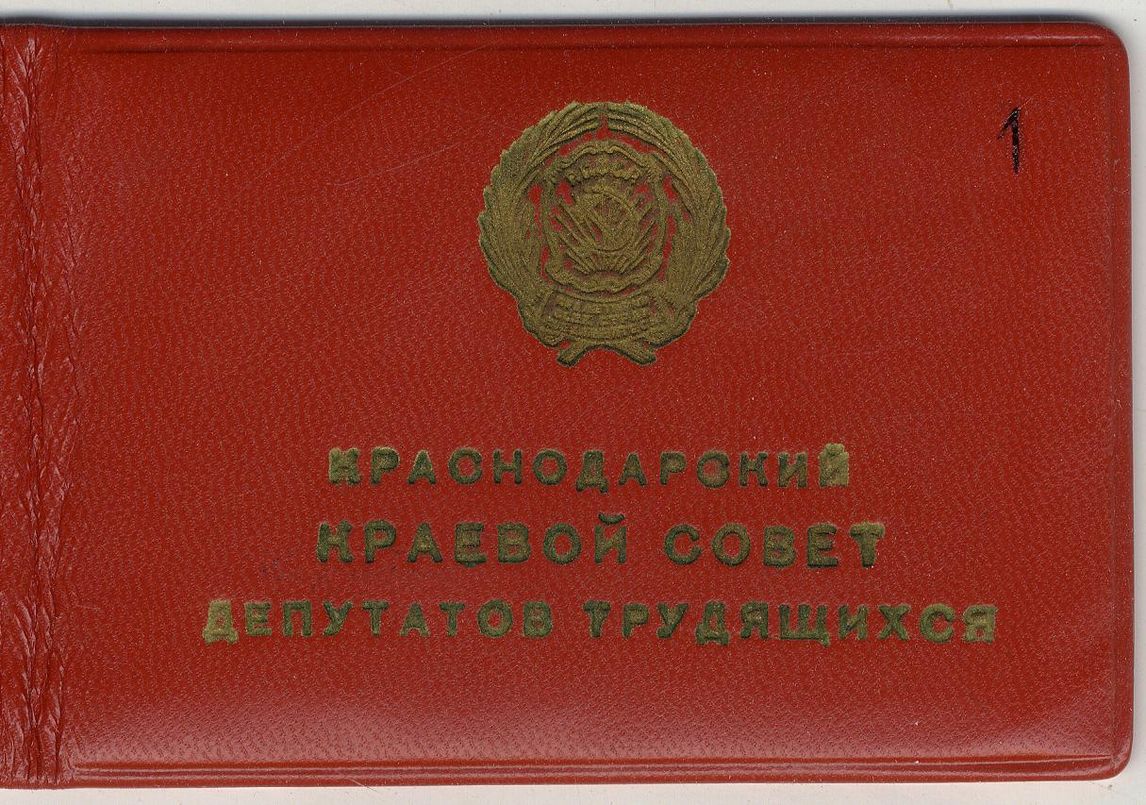 1
КРАСНОДАРСКИЙ
КРАЕВОЙ СОВЕТ
ДЕПУТАТОВ ТРУДЯЩИХСЯ